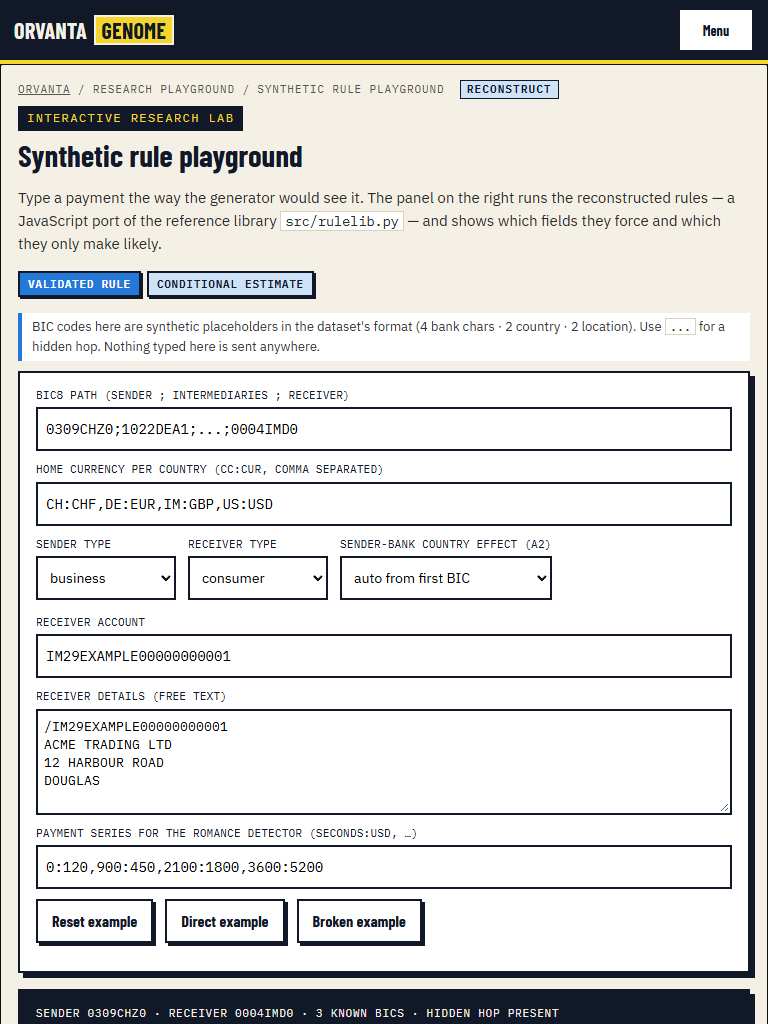 ORVANTA GENOME
Menu
ORVANTA / RESEARCH PLAYGROUND / SYNTHETIC RULE PLAYGROUND RECONSTRUCT
INTERACTIVE RESEARCH LAB
Synthetic rule playground
Type a payment the way the generator would see it. The panel on the right runs the reconstructed rules — a
JavaScript port of the reference library src/rulelib.py — and shows which fields they force and which
they only make likely.
VALIDATED RULE CONDITIONAL ESTIMATE
BIC codes here are synthetic placeholders in the dataset's format (4 bank chars · 2 country · 2 location). Use ... for a
hidden hop. Nothing typed here is sent anywhere.
BIC8 PATH (SENDER ; INTERMEDIARIES ; RECEIVER)
0309CHZ0;1022DEA1;...;0004IMD0
HOME CURRENCY PER COUNTRY (CC:CUR, COMMA SEPARATED)
CH:CHF,DE:EUR,IM:GBP,US:USD
SENDER TYPE RECEIVER TYPE SENDER-BANK COUNTRY EFFECT (A2)
business consumer auto from first BIC
RECEIVER ACCOUNT
IM29EXAMPLE00000000001
RECEIVER DETAILS (FREE TEXT)
/IM29EXAMPLE00000000001
ACME TRADING LTD
12 HARBOUR ROAD
DOUGLAS
PAYMENT SERIES FOR THE ROMANCE DETECTOR (SECONDS:USD, …)
0:120,900:450,2100:1800,3600:5200
Reset example Direct example Broken example
SENDER 0309CHZ0 · RECEIVER 0004IMD0 · 3 KNOWN BICS · HIDDEN HOP PRESENT